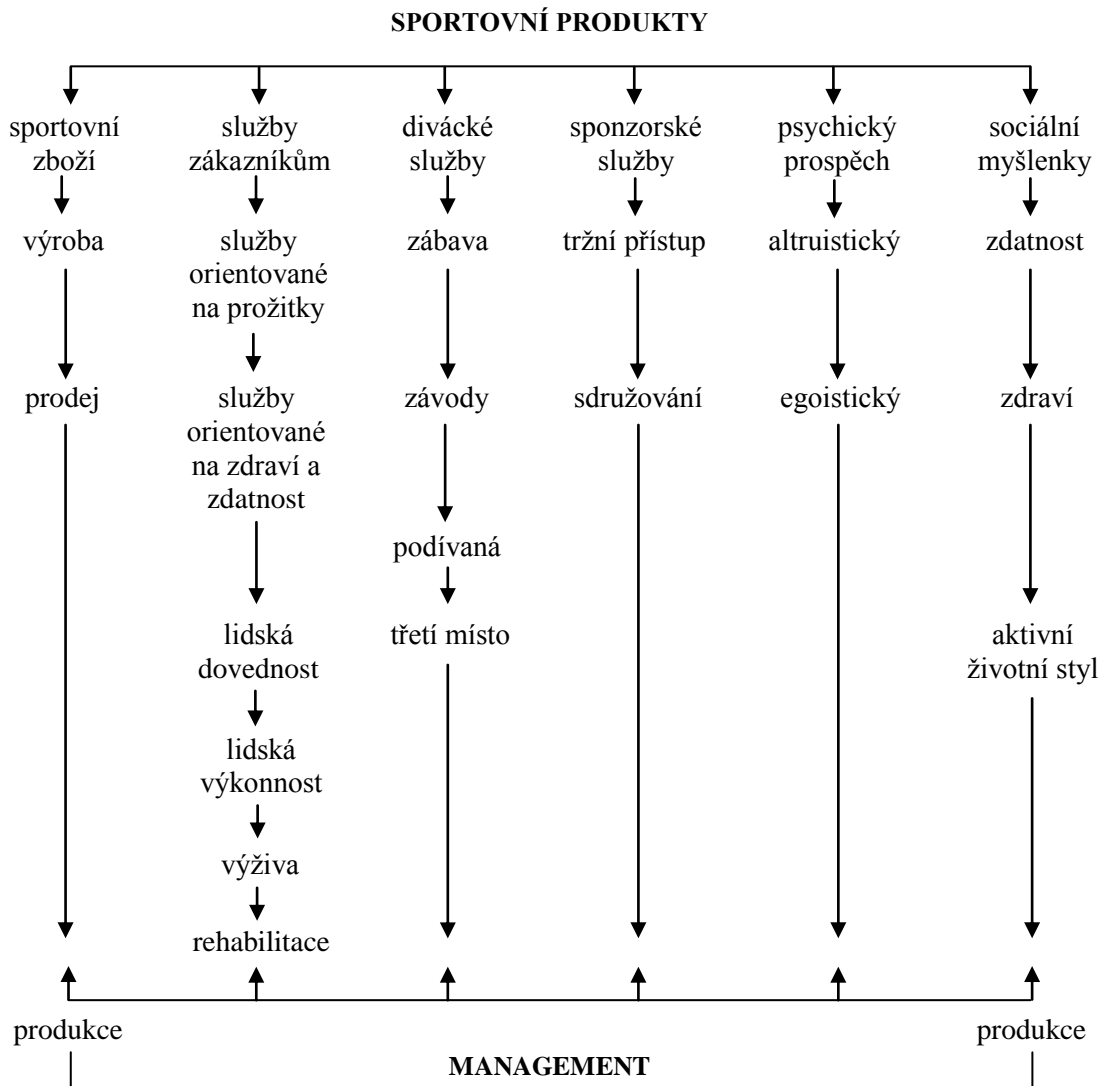 SPORTOVNÍ PRODUKTY
sportovní
zboží
služby
zákazníkům
divácké
služby
sponzorské
služby
psychický
prospěch
sociální
myšlenky
výroba
služby
orientované
na prožitky
zábava
tržní přístup
altruistický
zdatnost
prodej
služby
orientované
na zdraví a
zdatnost
závody
sdružování
egoistický
zdraví
podívaná
lidská
dovednost
třetí místo
aktivní
životní styl
lidská
výkonnost
výživa
rehabilitace
produkce
produkce
MANAGEMENT